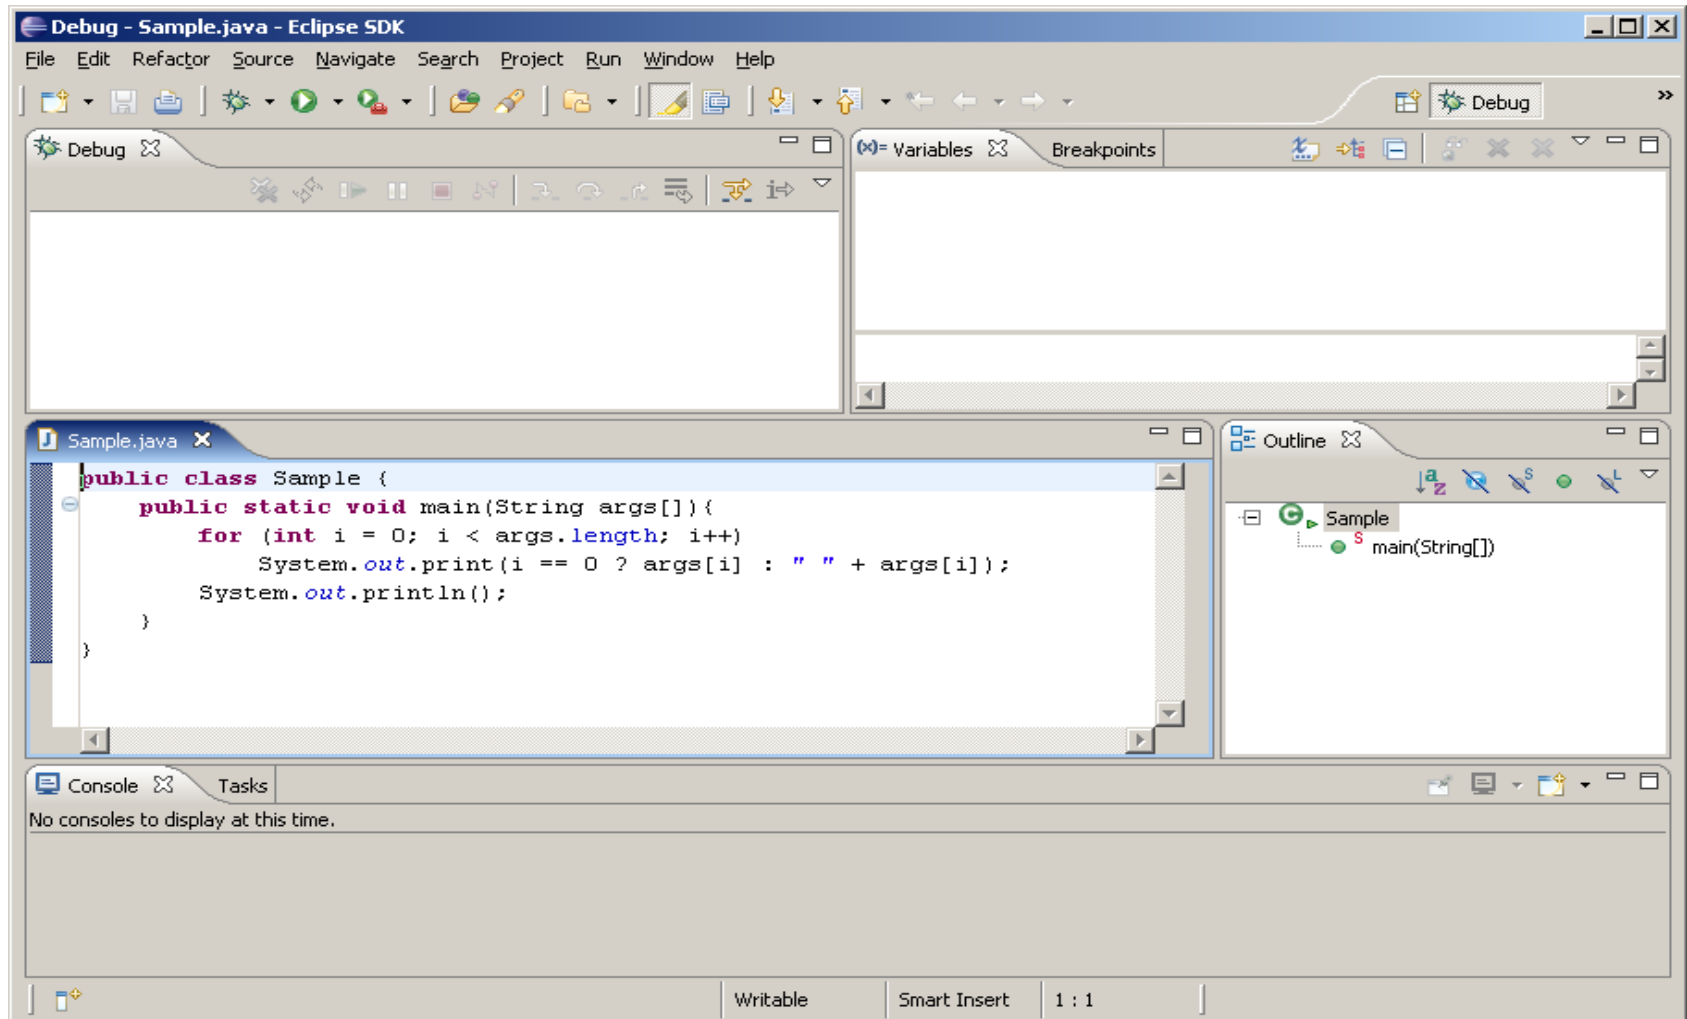 Debug - Sample.java - Eclipse SDK
File Edit Refactor Source Navigate Search Project Run Window Help
Debug
Debug
(x)= Variables Breakpoints
Sample.java
public class Sample {
public static void main(String args[]){
for (int i = 0; i < args.length; i++)
System.out.print(i == 0 ? args[i] : " " + args[i]);
System.out.println();
}
}
Outline
Sample
main(String[])
Console Tasks
No consoles to display at this time.
Writable Smart Insert 1 : 1